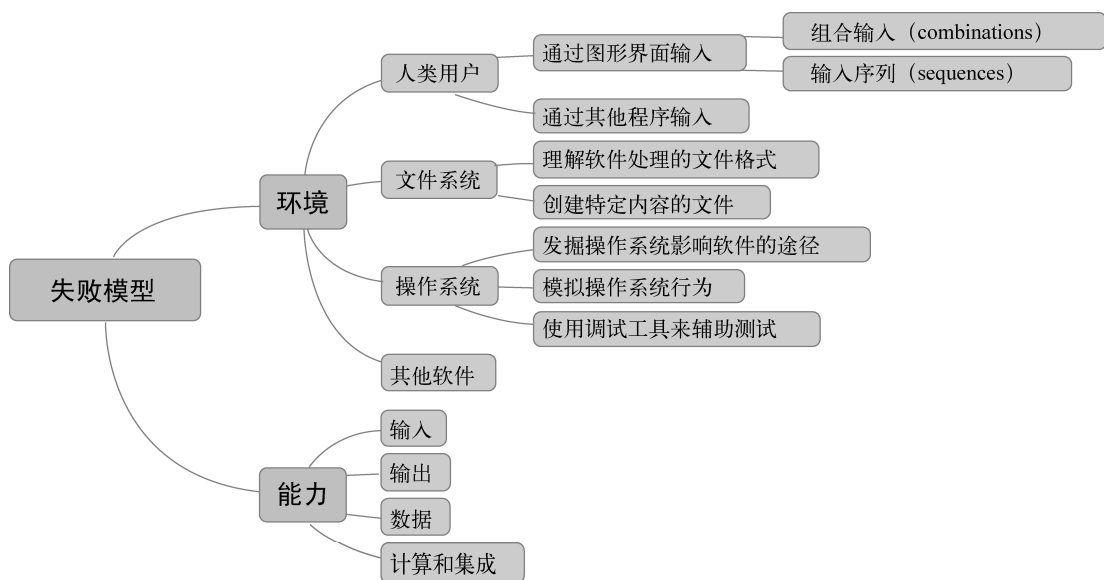 失败模型
环境
人类用户
通过图形界面输入
组合输入（combinations）
输入序列（sequences）
通过其他程序输入
文件系统
理解软件处理的文件格式
创建特定内容的文件
操作系统
发掘操作系统影响软件的途径
模拟操作系统行为
使用调试工具来辅助测试
其他软件
能力
输入
输出
数据
计算和集成